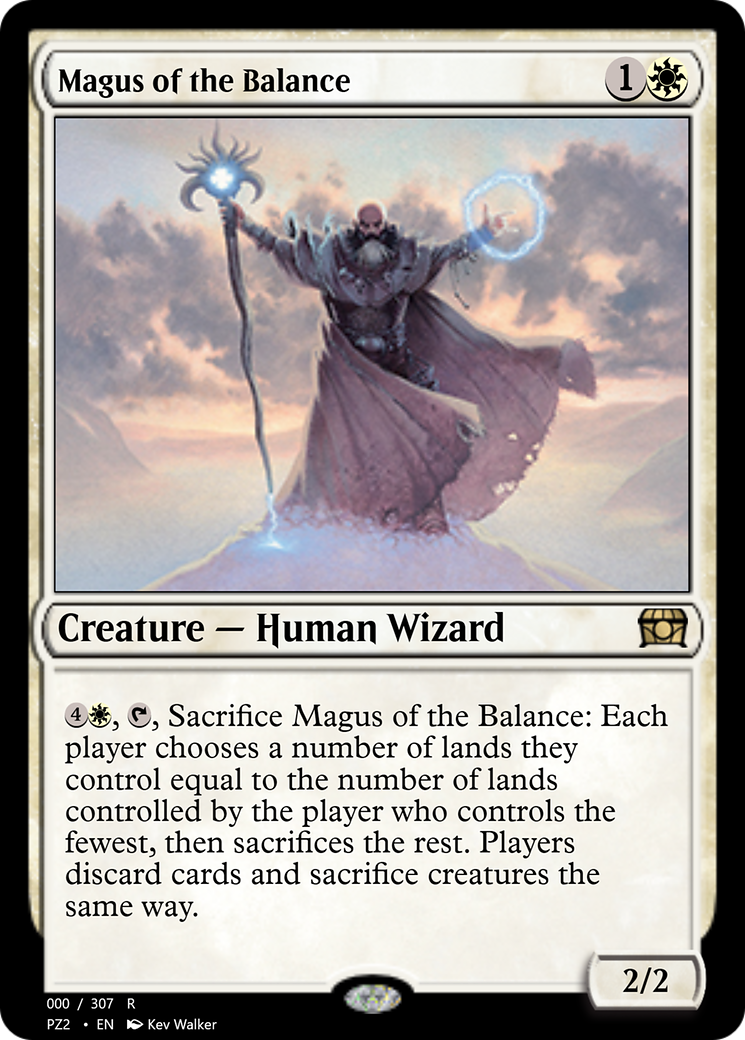 Magus of the Balance 1
Creature — Human Wizard
4, , Sacrifice Magus of the Balance: Each
player chooses a number of lands they
control equal to the number of lands
controlled by the player who controls the
fewest, then sacrifices the rest. Players
discard cards and sacrifice creatures the
same way.
2/2
000 / 307 R
PZ2 • EN Kev Walker